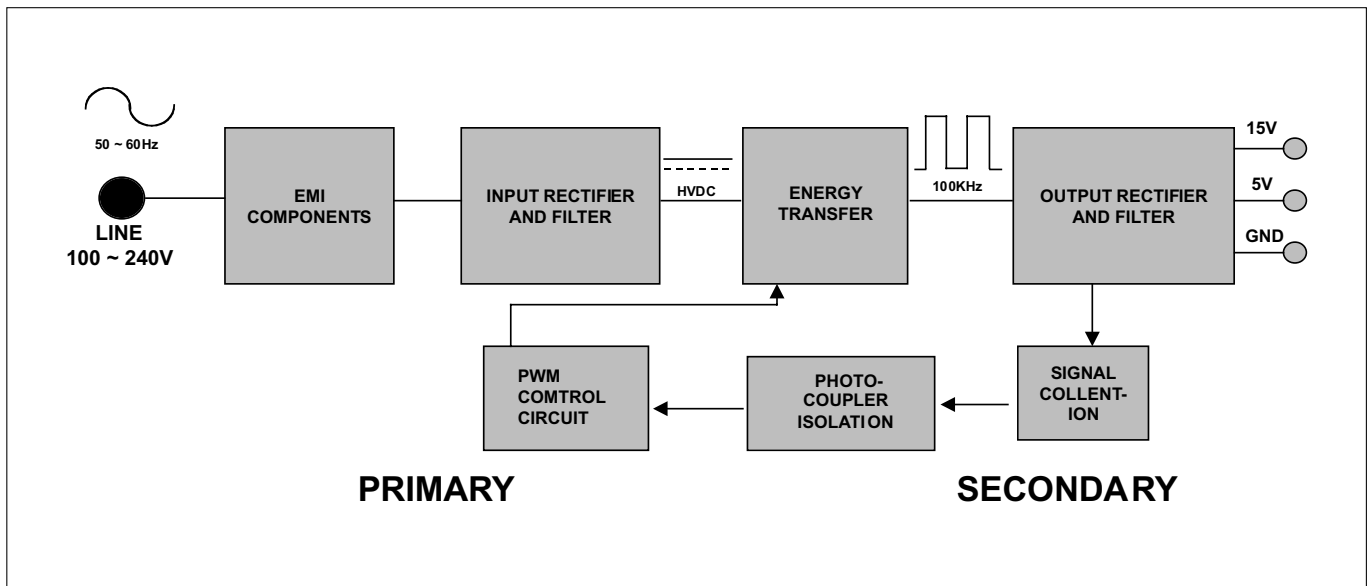 50 ~ 60Hz
LINE
100 ~ 240V
EMI
COMPONENTS
INPUT RECTIFIER
AND FILTER
HVDC
ENERGY
TRANSFER
100KHz
OUTPUT RECTIFIER
AND FILTER
15V
5V
GND
PWM
COMTROL
CIRCUIT
PHOTO-
COUPLER
ISOLATION
SIGNAL
COLLENT-
ION
PRIMARY
SECONDARY